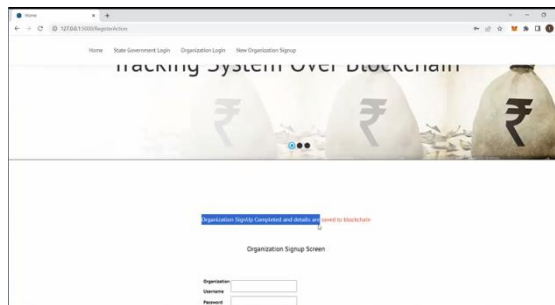 Home
127.0.0.1:5000/RegisterAction
Home State Government Login Organization Login New Organization Signup
Tracking System Over Blockchain
Organization SignUp Completed and details are saved to blockchain
Organization Signup Screen
Organization
Username
Password